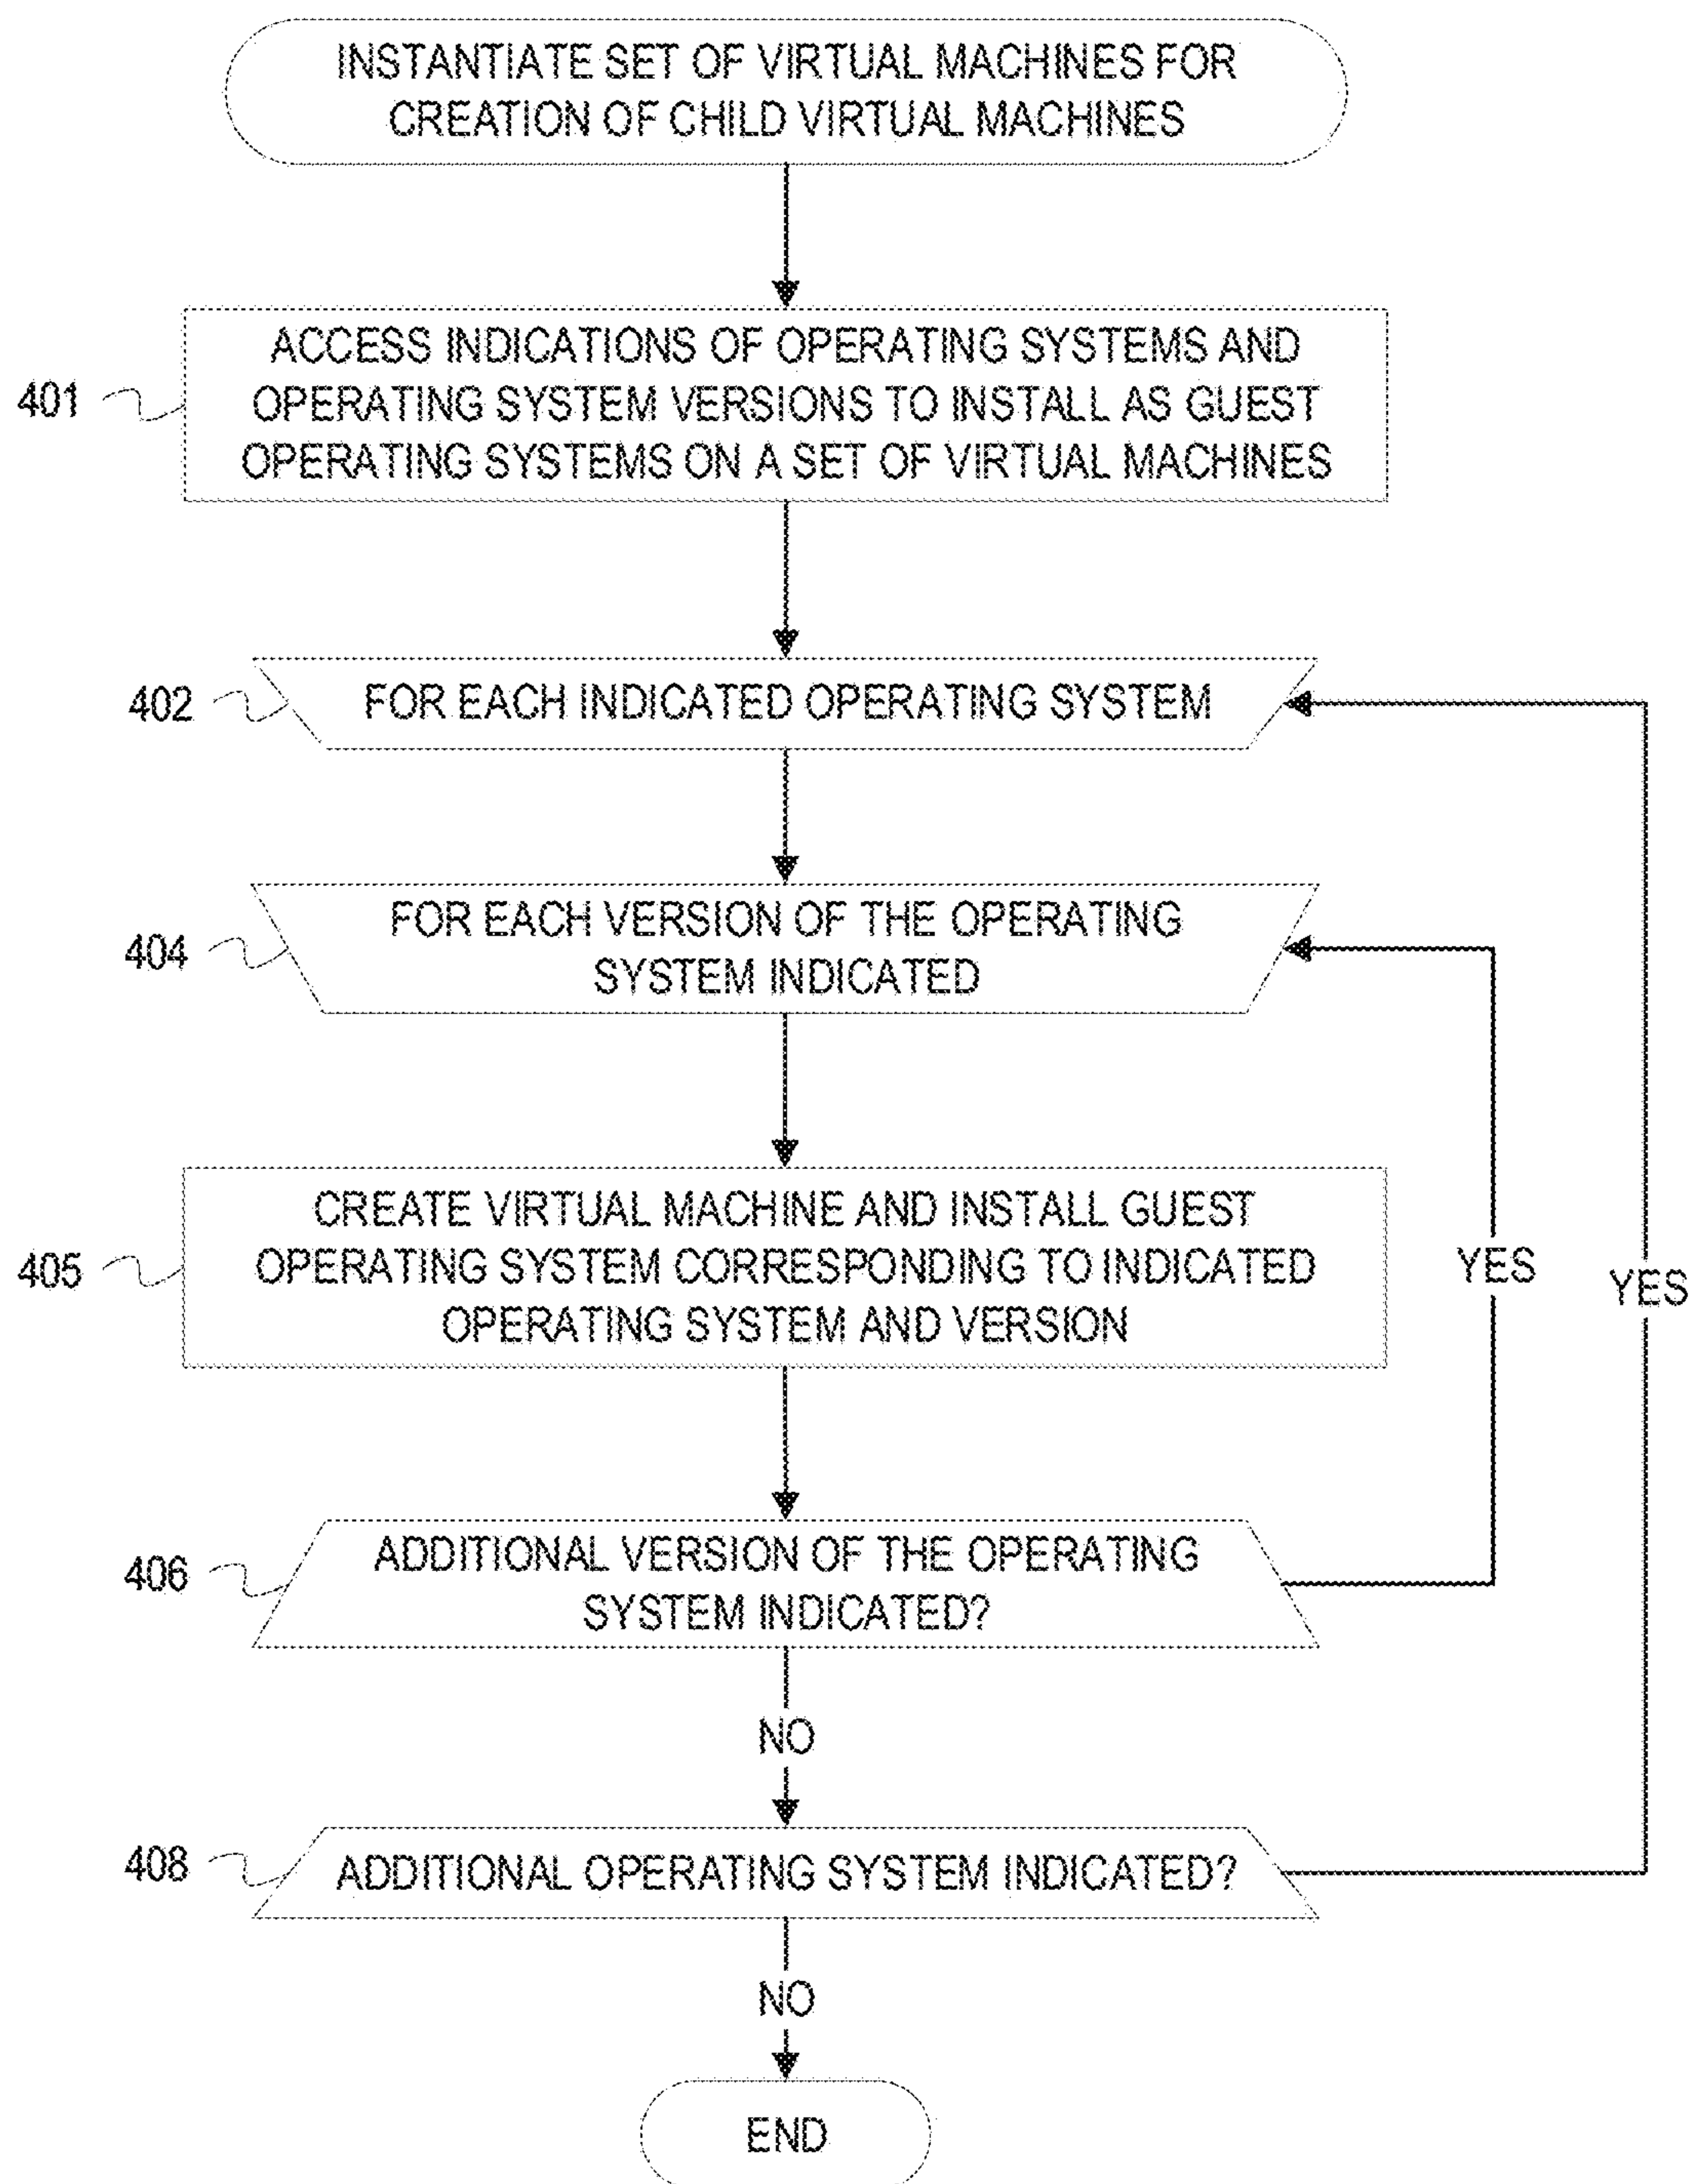 INSTANTIATE SET OF VIRTUAL MACHINES FOR
CREATION OF CHILD VIRTUAL MACHINES
401
ACCESS INDICATIONS OF OPERATING SYSTEMS AND
OPERATING SYSTEM VERSIONS TO INSTALL AS GUEST
OPERATING SYSTEMS ON A SET OF VIRTUAL MACHINES
402
FOR EACH INDICATED OPERATING SYSTEM
404
FOR EACH VERSION OF THE OPERATING
SYSTEM INDICATED
405
CREATE VIRTUAL MACHINE AND INSTALL GUEST
OPERATING SYSTEM CORRESPONDING TO INDICATED
OPERATING SYSTEM AND VERSION
YES
YES
406
ADDITIONAL VERSION OF THE OPERATING
SYSTEM INDICATED?
NO
408
ADDITIONAL OPERATING SYSTEM INDICATED?
NO
END